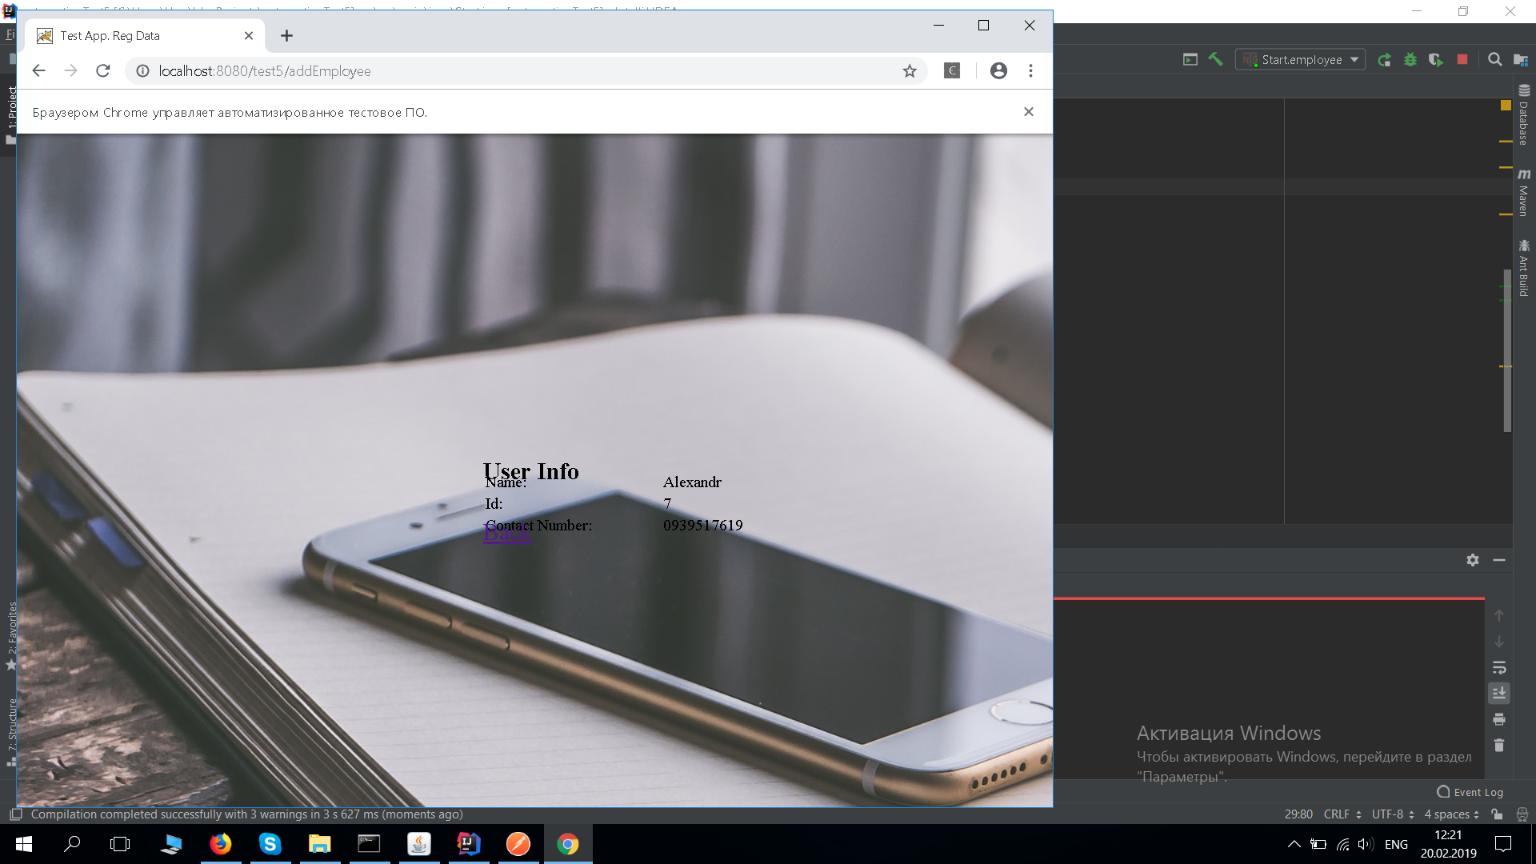 Test App. Reg Data
localhost:8080/test5/addEmployee
Браузером Chrome управляет автоматизированное тестовое ПО.
Start.employee
1: Project
Database
Maven
Ant Build
User Info
Name: Alexandr
Id: 7
Contact Number: 0939517619
Back
2: Favorites
7: Structure
Активация Windows
Чтобы активировать Windows, перейдите в раздел
"Параметры".
Event Log
Compilation completed successfully with 3 warnings in 3 s 627 ms (moments ago)
29:80 CRLF UTF-8 4 spaces
ENG
12:21
20.02.2019